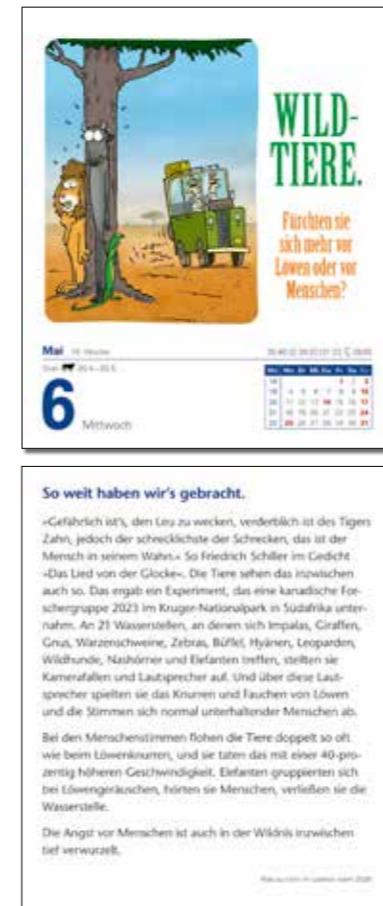 WILD-
TIERE.
Fürchten sie
sich mehr vor
Löwen oder vor
Menschen?
Mai 19. Woche
6
Mittwoch
So weit haben wir's gebracht.
»Gefährlich ist's, den Leu zu wecken, verderblich ist des Tigers
Zahn, jedoch der schrecklichste der Schrecken, das ist der
Mensch in seinem Wahn.« So Friedrich Schiller im Gedicht
»Das Lied von der Glocke«. Die Tiere sehen das inzwischen
auch so. Das ergab ein Experiment, das eine kanadische For-
schergruppe 2023 im Kruger-Nationalpark in Südafrika unter-
nahm. An 21 Wasserstellen, an denen sich Impalas, Giraffen,
Gnus, Warzenschweine, Zebras, Büffel, Hyänen, Leoparden,
Wildhunde, Nashörner und Elefanten treffen, stellten sie
Kamerafallen und Lautsprecher auf. Und über diese Laut-
sprecher spielten sie das Knurren und Fauchen von Löwen
und die Stimmen sich normal unterhaltender Menschen ab.
Bei den Menschenstimmen flohen die Tiere doppelt so oft
wie beim Löwenknurren, und sie taten das mit einer 40-pro-
zentig höheren Geschwindigkeit. Elefanten gruppierten sich
bei Löwengeräuschen, hörten sie Menschen, verließen sie die
Wasserstelle.
Die Angst vor Menschen ist auch in der Wildnis inzwischen
tief verwurzelt.